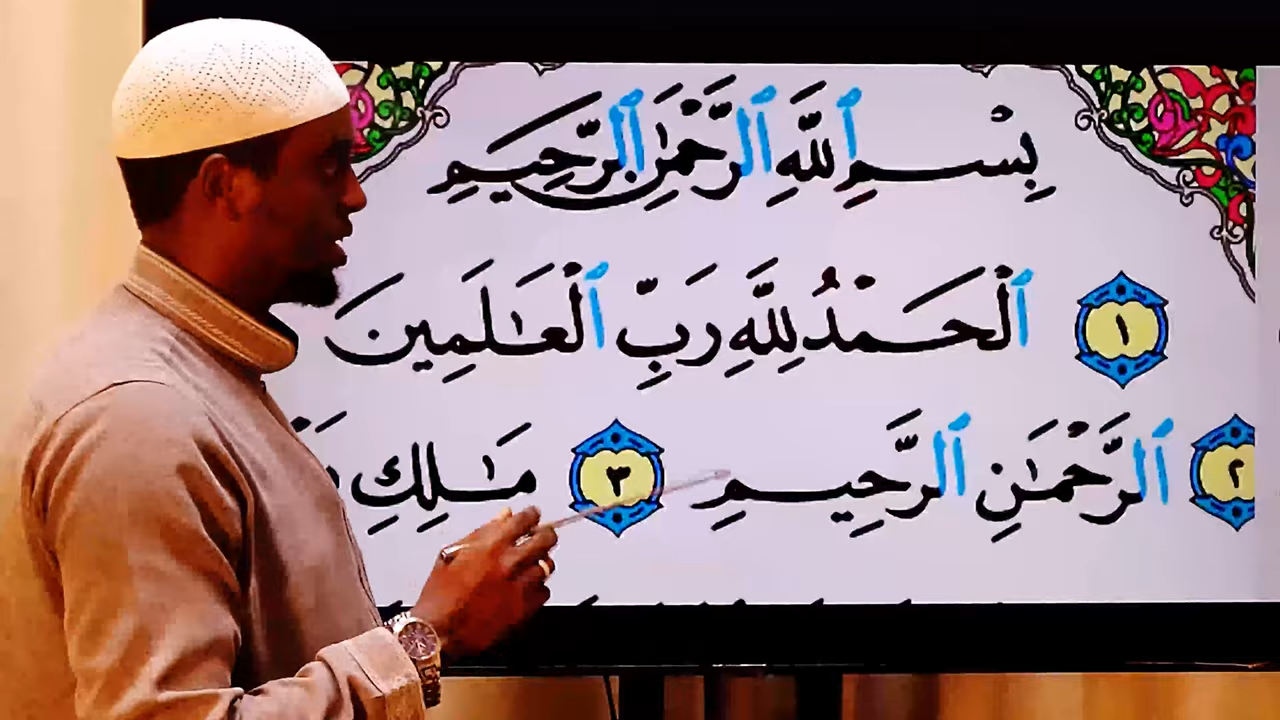 بِسْمِ ٱللَّهِ ٱلرَّحْمَٰنِ ٱلرَّحِيمِ
١ ٱلْحَمْدُ لِلَّهِ رَبِّ ٱلْعَٰلَمِين
٢ ٱلرَّحْمَٰنِ ٱلرَّحِيمِ ٣ مَٰلِكِ